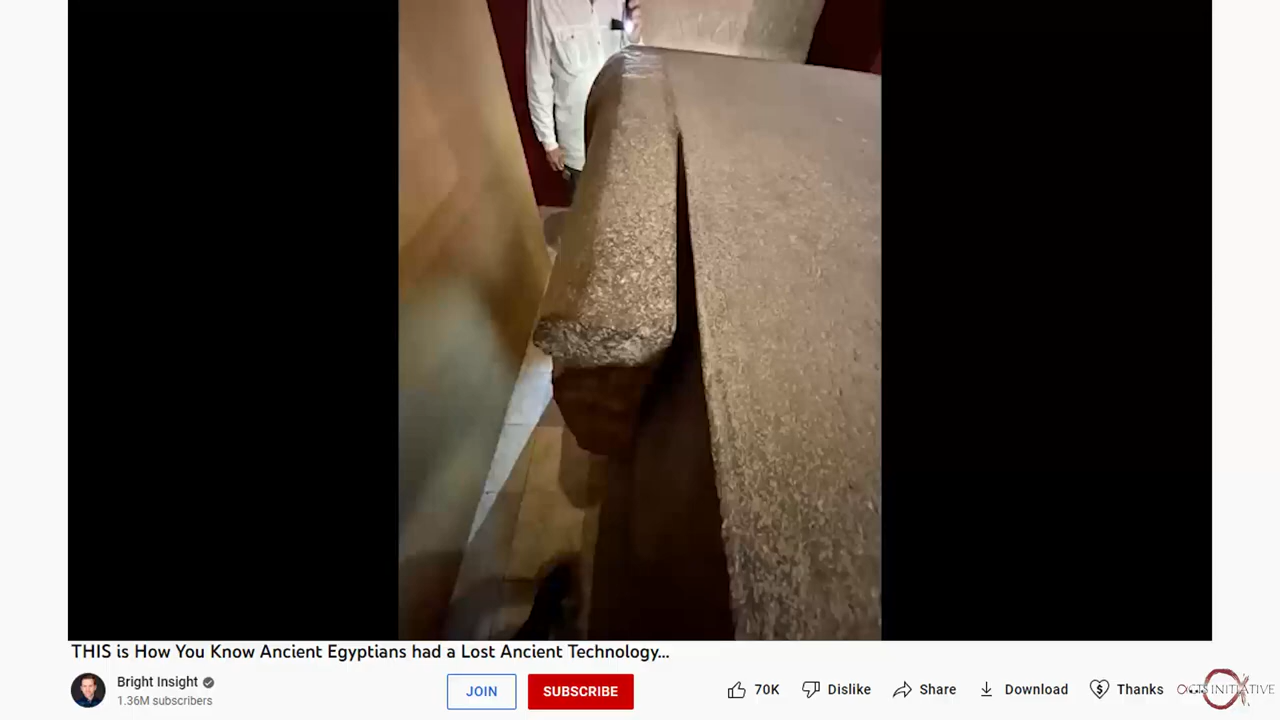 THIS is How You Know Ancient Egyptians had a Lost Ancient Technology...
Bright Insight
1.36M subscribers
JOIN
SUBSCRIBE
70K
Dislike
Share
Download
Thanks
INITIATIVE